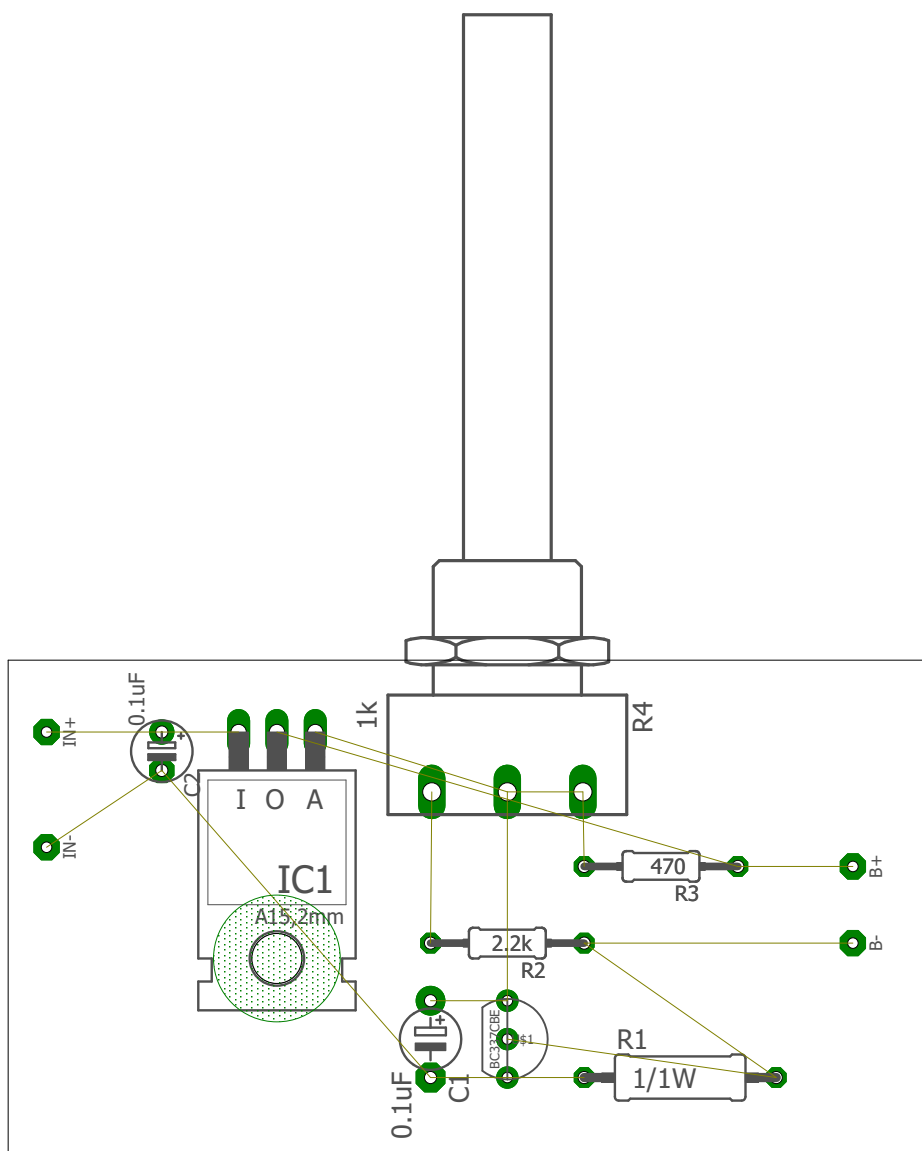 0.1uF
1k
R4
IN+
C2
I O A
IN-
IC1
A15,2mm
470
R3
B+
2.2k
R2
B-
BC337CBE
$1
R1
1/1W
0.1uF
C1